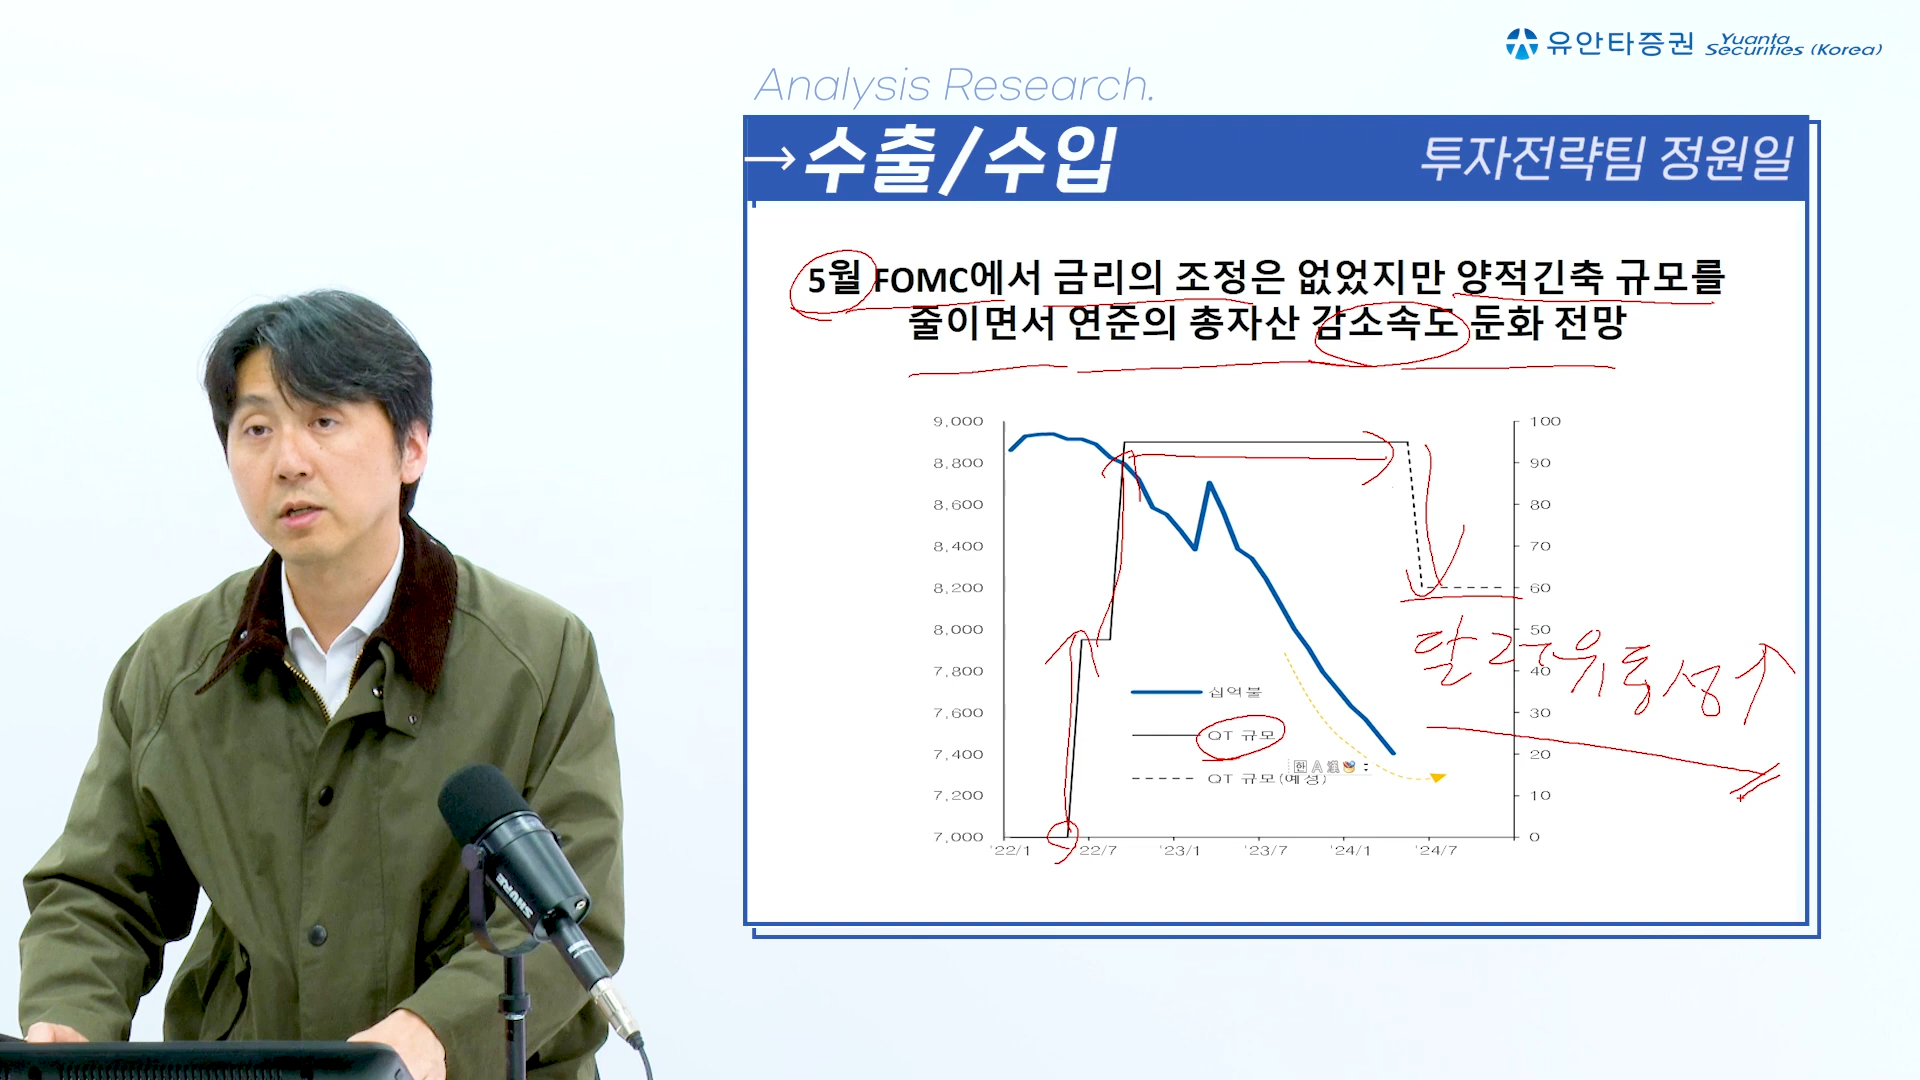 유안타증권 Yuanta Securities (Korea)
Analysis Research.
→수출/수입
투자전략팀 정원일
5월 FOMC에서 금리의 조정은 없었지만 양적긴축 규모를
줄이면서 연준의 총자산 감소속도 둔화 전망
9,000
8,800
8,600
8,400
8,200
8,000
7,800
7,600
7,400
7,200
7,000
100
90
80
70
60
50
40
30
20
10
0
'22/1
'22/7
'23/1
'23/7
'24/1
'24/7
십억불
QT 규모
QT 규모(예정)
한 A 漢
달러유동성↑
SHURE